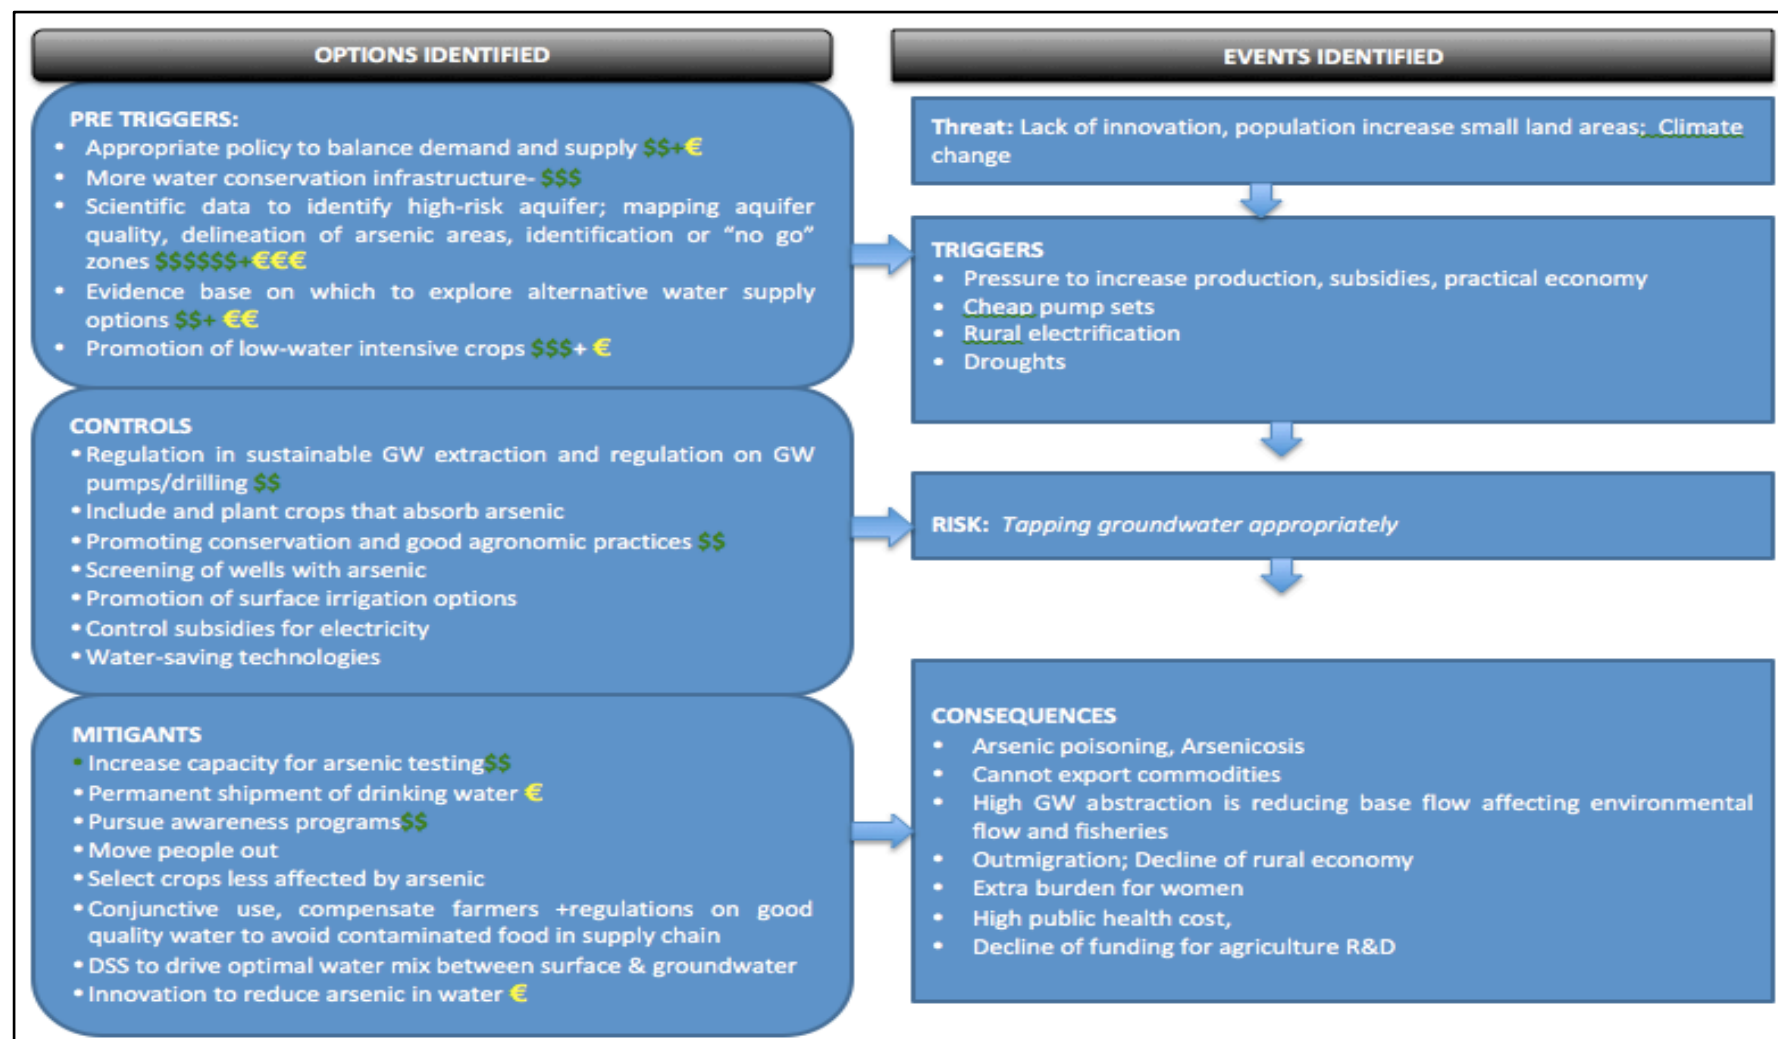 OPTIONS IDENTIFIED
PRE TRIGGERS:
• Appropriate policy to balance demand and supply $$+€
• More water conservation infrastructure- $$$
• Scientific data to identify high-risk aquifer; mapping aquifer
quality, delineation of arsenic areas, identification or “no go”
zones $$$$$$+€€€
• Evidence base on which to explore alternative water supply
options $$+ €€
• Promotion of low-water intensive crops $$$+ €
CONTROLS
• Regulation in sustainable GW extraction and regulation on GW
pumps/drilling $$
• Include and plant crops that absorb arsenic
• Promoting conservation and good agronomic practices $$
• Screening of wells with arsenic
• Promotion of surface irrigation options
• Control subsidies for electricity
• Water-saving technologies
MITIGANTS
• Increase capacity for arsenic testing$$
• Permanent shipment of drinking water €
• Pursue awareness programs$$
• Move people out
• Select crops less affected by arsenic
• Conjunctive use, compensate farmers +regulations on good
quality water to avoid contaminated food in supply chain
• DSS to drive optimal water mix between surface & groundwater
• Innovation to reduce arsenic in water €
EVENTS IDENTIFIED
Threat: Lack of innovation, population increase small land areas; Climate
change
TRIGGERS
• Pressure to increase production, subsidies, practical economy
• Cheap pump sets
• Rural electrification
• Droughts
RISK: Tapping groundwater appropriately
CONSEQUENCES
• Arsenic poisoning, Arsenicosis
• Cannot export commodities
• High GW abstraction is reducing base flow affecting environmental
flow and fisheries
• Outmigration; Decline of rural economy
• Extra burden for women
• High public health cost,
• Decline of funding for agriculture R&D